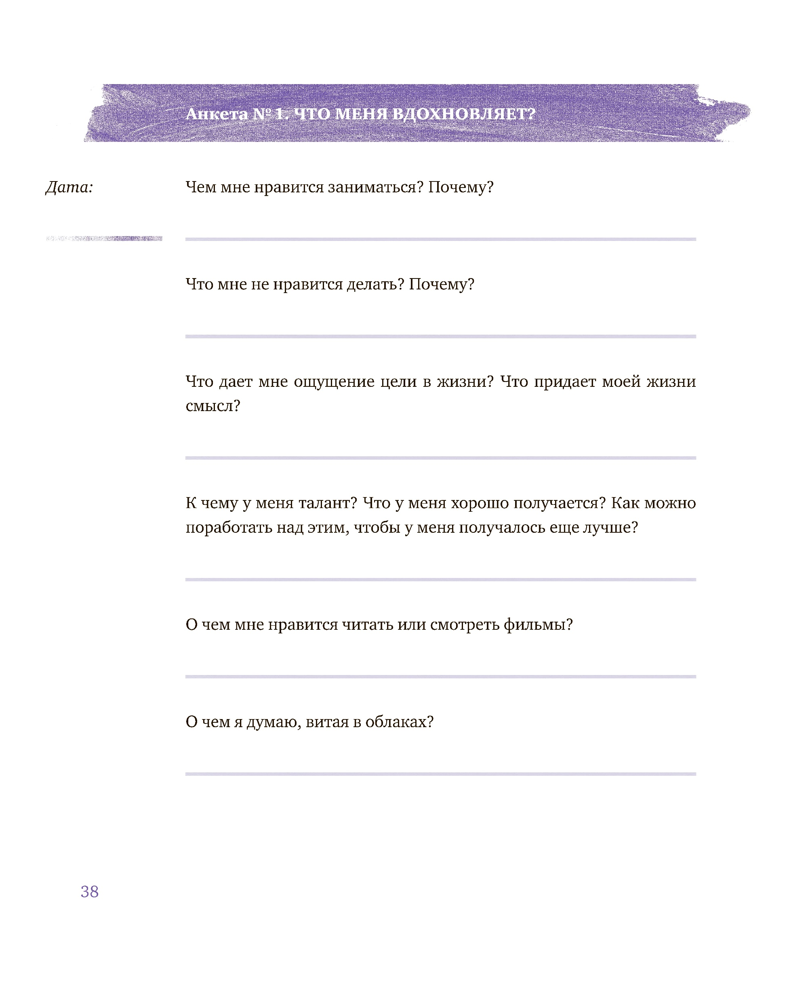 Анкета № 1. ЧТО МЕНЯ ВДОХНОВЛЯЕТ?
Дата:
Чем мне нравится заниматься? Почему?
Что мне не нравится делать? Почему?
Что дает мне ощущение цели в жизни? Что придает моей жизни
смысл?
К чему у меня талант? Что у меня хорошо получается? Как можно
поработать над этим, чтобы у меня получалось еще лучше?
О чем мне нравится читать или смотреть фильмы?
О чем я думаю, витая в облаках?
38